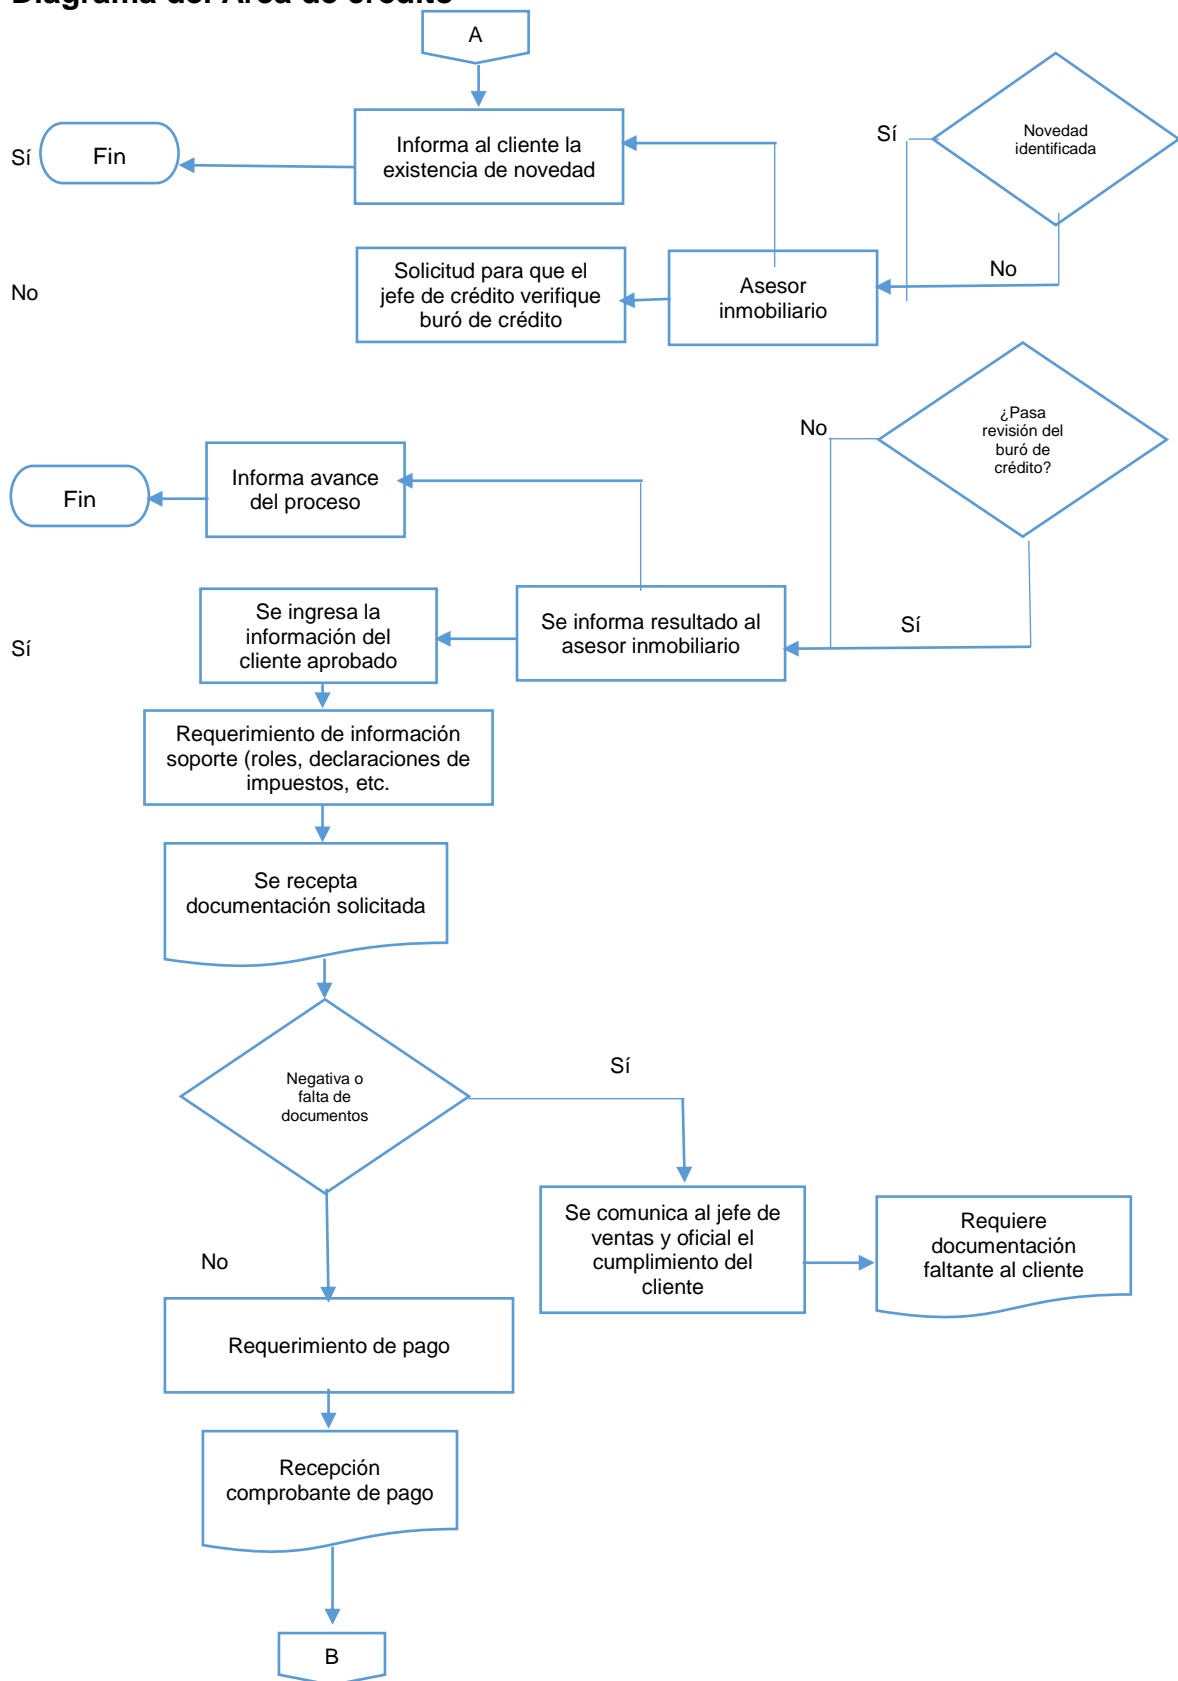 Diagrama del Área de crédito
A
Sí
Novedad
identificada
Informa al cliente la
existencia de novedad
Sí
Fin
No
Asesor
inmobiliario
Solicitud para que el
jefe de crédito verifique
buró de crédito
No
¿Pasa
revisión del
buró de
crédito?
No
Informa avance
del proceso
Fin
Se ingresa la
información del
cliente aprobado
Se informa resultado al
asesor inmobiliario
Sí
Sí
Requerimiento de información
soporte (roles, declaraciones de
impuestos, etc.
Se recepta
documentación solicitada
Negativa o
falta de
documentos
Sí
Se comunica al jefe de
ventas y oficial el
cumplimiento del
cliente
Requiere
documentación
faltante al cliente
No
Requerimiento de pago
Recepción
comprobante de pago
B